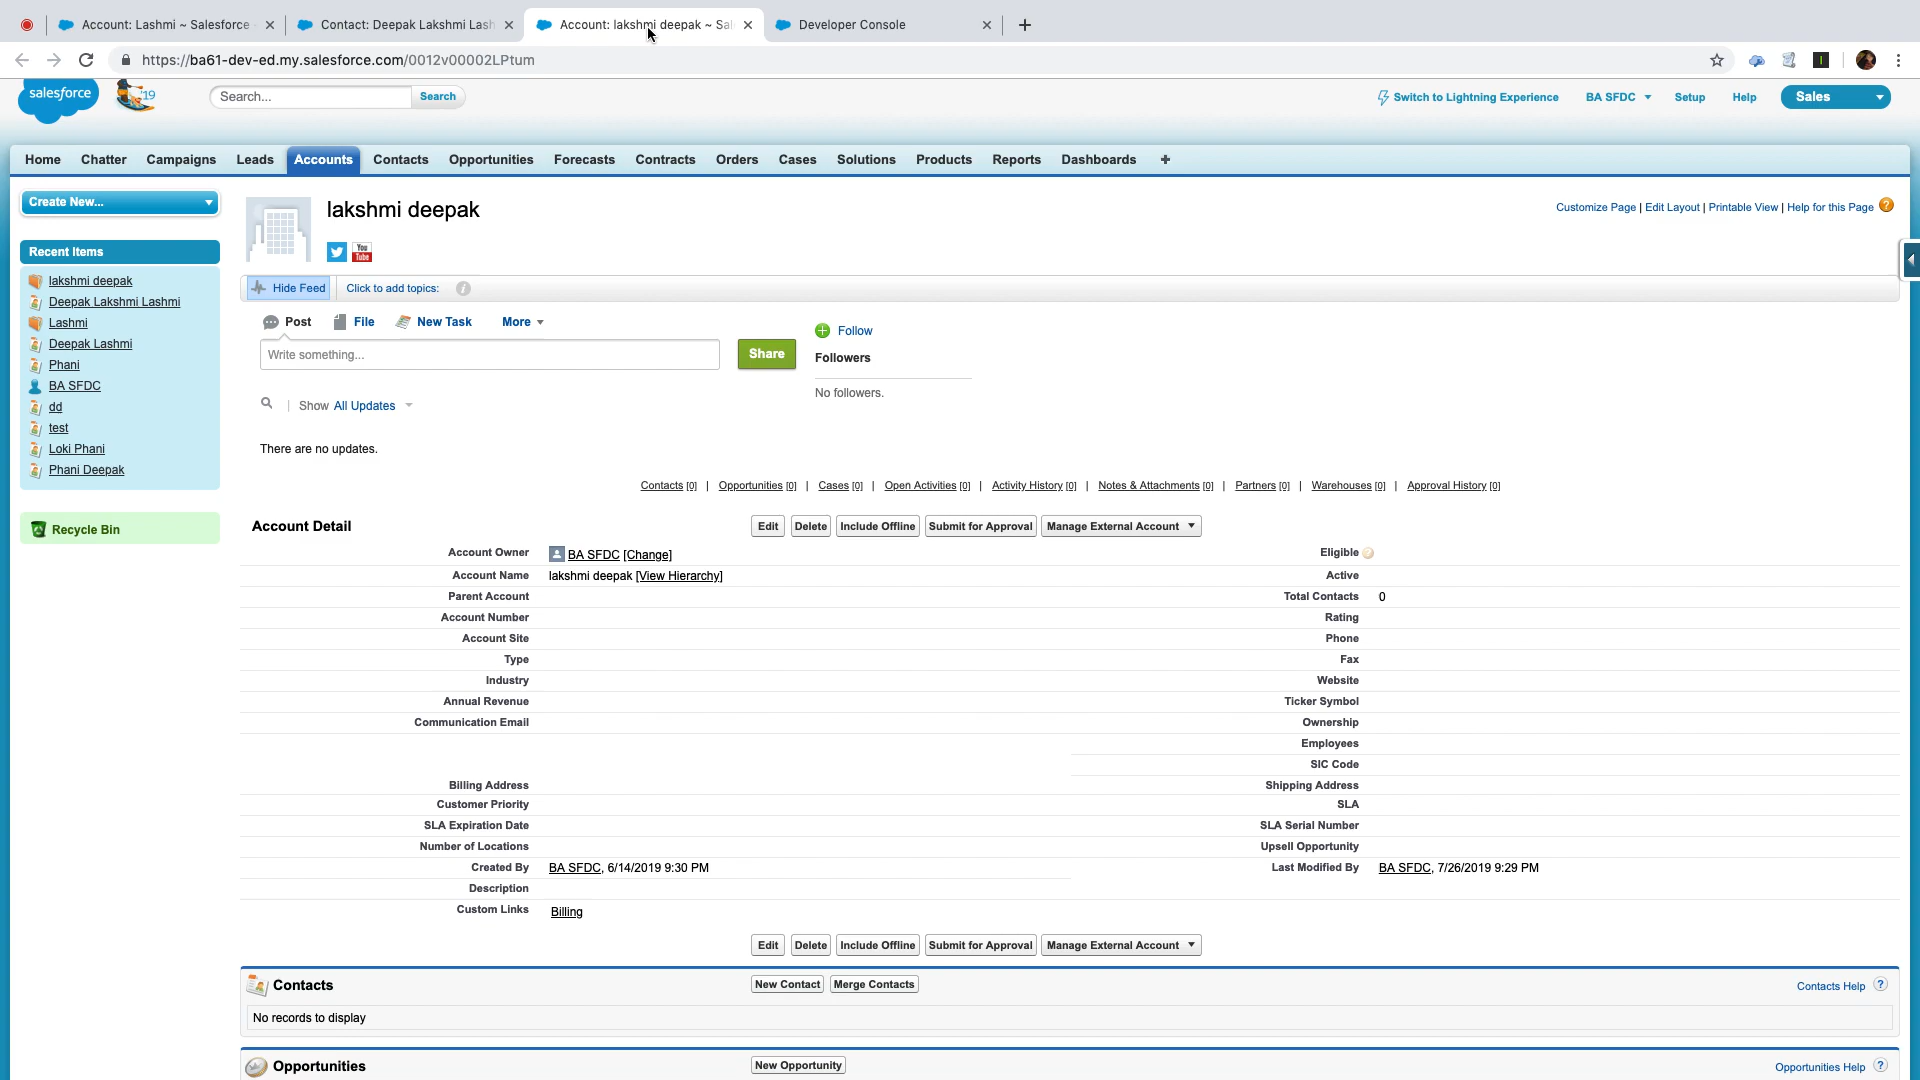 Account: Lashmi ~ Salesforce
Contact: Deepak Lakshmi Lash
Account: lakshmi deepak ~ Sal
Developer Console
https://ba61-dev-ed.my.salesforce.com/0012v00002LPtum
salesforce
'19
Search...
Search
Switch to Lightning Experience
BA SFDC
Setup
Help
Sales
Home
Chatter
Campaigns
Leads
Accounts
Contacts
Opportunities
Forecasts
Contracts
Orders
Cases
Solutions
Products
Reports
Dashboards
+
Create New...
Recent Items
lakshmi deepak
Deepak Lakshmi Lashmi
Lashmi
Deepak Lashmi
Phani
BA SFDC
dd
test
Loki Phani
Phani Deepak
Recycle Bin
lakshmi deepak
Customize Page | Edit Layout | Printable View | Help for this Page ?
You Tube
Hide Feed
Click to add topics:
i
Post
File
New Task
More
Write something...
Share
Follow
Followers
No followers.
Show All Updates
There are no updates.
Contacts [0] | Opportunities [0] | Cases [0] | Open Activities [0] | Activity History [0] | Notes & Attachments [0] | Partners [0] | Warehouses [0] | Approval History [0]
Account Detail
Edit
Delete
Include Offline
Submit for Approval
Manage External Account
Account Owner BA SFDC [Change]
Eligible
Account Name lakshmi deepak [View Hierarchy]
Active
Parent Account
Total Contacts 0
Account Number
Rating
Account Site
Phone
Type
Fax
Industry
Website
Annual Revenue
Ticker Symbol
Communication Email
Ownership
Employees
SIC Code
Billing Address
Shipping Address
Customer Priority
SLA
SLA Expiration Date
SLA Serial Number
Number of Locations
Upsell Opportunity
Created By BA SFDC, 6/14/2019 9:30 PM
Last Modified By BA SFDC, 7/26/2019 9:29 PM
Description
Custom Links Billing
Edit
Delete
Include Offline
Submit for Approval
Manage External Account
Contacts
New Contact
Merge Contacts
Contacts Help ?
No records to display
Opportunities
New Opportunity
Opportunities Help ?